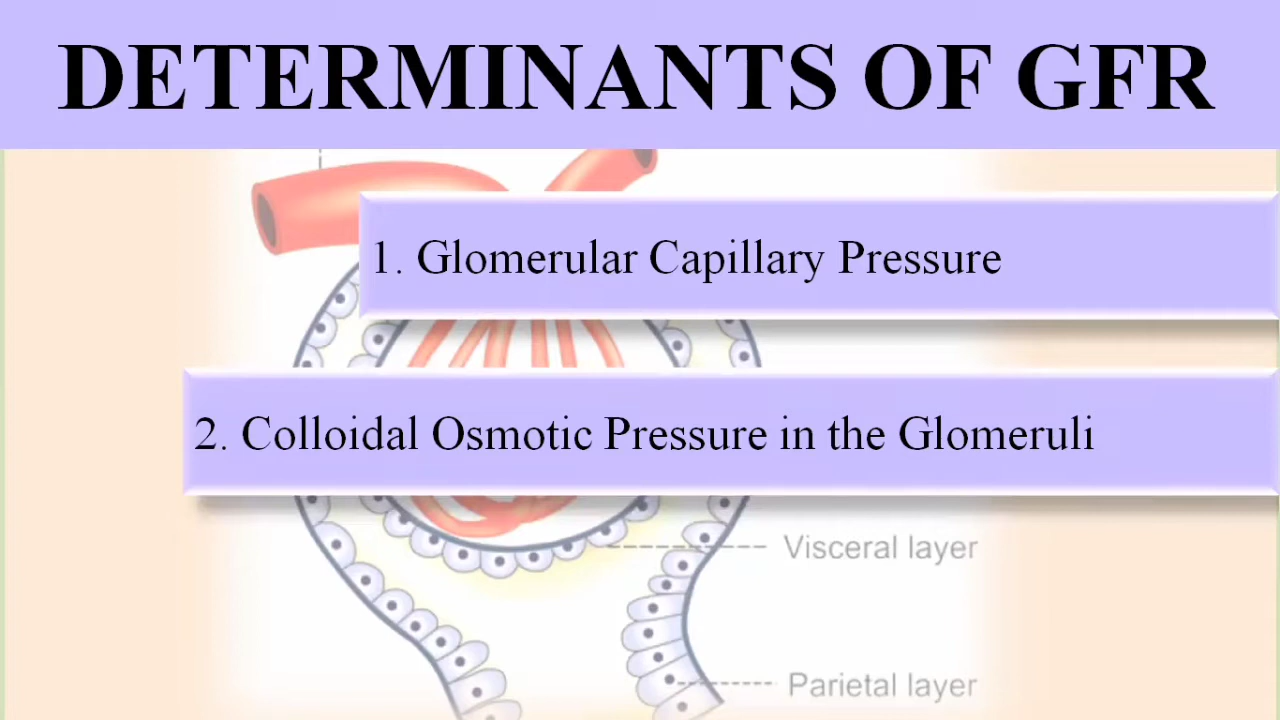 DETERMINANTS OF GFR
1. Glomerular Capillary Pressure
2. Colloidal Osmotic Pressure in the Glomeruli
Visceral layer
Parietal layer